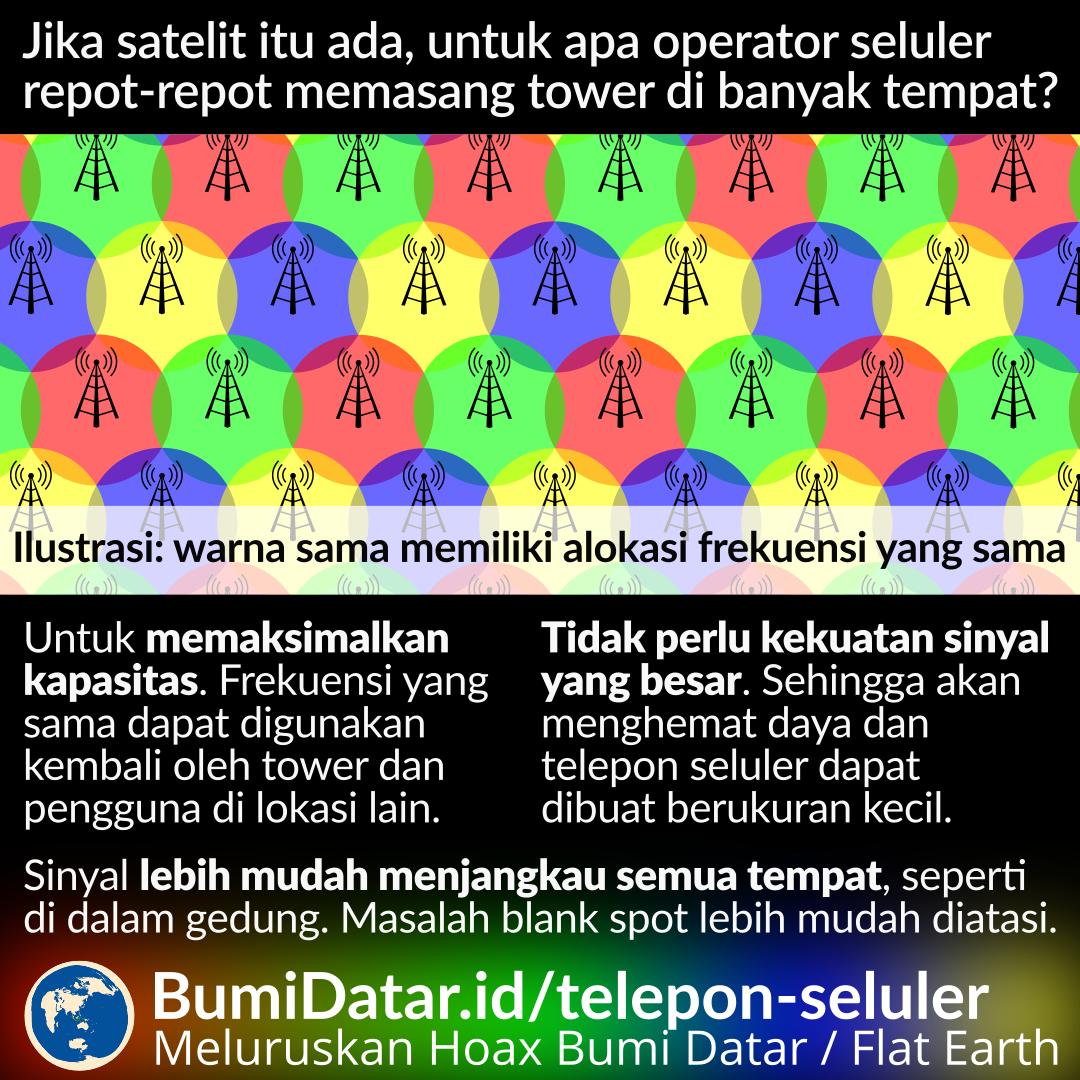 Jika satelit itu ada, untuk apa operator seluler
repot-repot memasang tower di banyak tempat?
Ilustrasi: warna sama memiliki alokasi frekuensi yang sama
Untuk memaksimalkan
kapasitas. Frekuensi yang
sama dapat digunakan
kembali oleh tower dan
pengguna di lokasi lain.
Tidak perlu kekuatan sinyal
yang besar. Sehingga akan
menghemat daya dan
telepon seluler dapat
dibuat berukuran kecil.
Sinyal lebih mudah menjangkau semua tempat, seperti
di dalam gedung. Masalah blank spot lebih mudah diatasi.
BumiDatar.id/telepon-seluler
Meluruskan Hoax Bumi Datar / Flat Earth